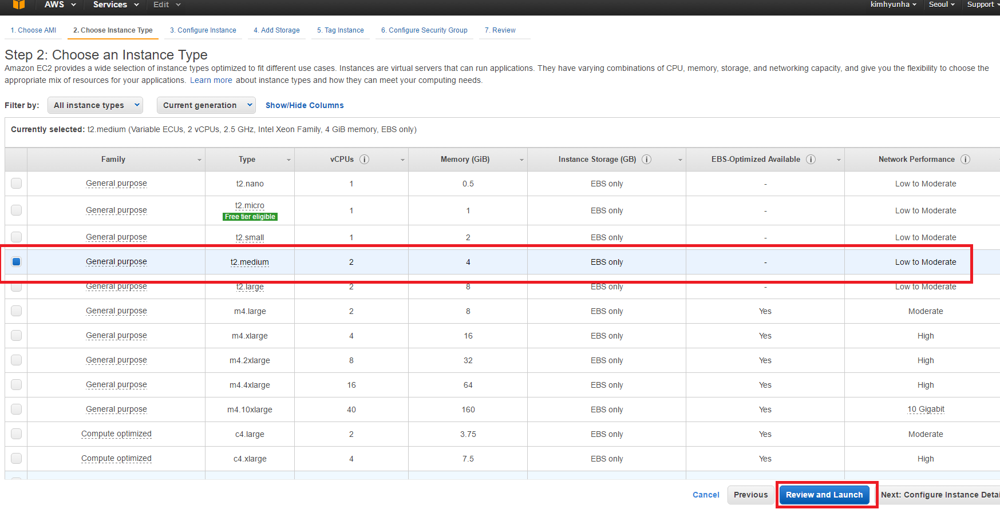 AWS Services Edit kimhyunha Seoul Support
1. Choose AMI 2. Choose Instance Type 3. Configure Instance 4. Add Storage 5. Tag Instance 6. Configure Security Group 7. Review
Step 2: Choose an Instance Type
Amazon EC2 provides a wide selection of instance types optimized to fit different use cases. Instances are virtual servers that can run applications. They have varying combinations of CPU, memory, storage, and networking capacity, and give you the flexibility to choose the
appropriate mix of resources for your applications. Learn more about instance types and how they can meet your computing needs.
Filter by: All instance types Current generation Show/Hide Columns
Currently selected: t2.medium (Variable ECUs, 2 vCPUs, 2.5 GHz, Intel Xeon Family, 4 GiB memory, EBS only)
Family Type vCPUs i Memory (GiB) Instance Storage (GB) i EBS-Optimized Available i Network Performance i
General purpose t2.nano 1 0.5 EBS only - Low to Moderate
General purpose t2.micro 1 1 EBS only - Low to Moderate
Free tier eligible
General purpose t2.small 1 2 EBS only - Low to Moderate
General purpose t2.medium 2 4 EBS only - Low to Moderate
General purpose t2.large 2 8 EBS only - Low to Moderate
General purpose m4.large 2 8 EBS only Yes Moderate
General purpose m4.xlarge 4 16 EBS only Yes High
General purpose m4.2xlarge 8 32 EBS only Yes High
General purpose m4.4xlarge 16 64 EBS only Yes High
General purpose m4.10xlarge 40 160 EBS only Yes 10 Gigabit
Compute optimized c4.large 2 3.75 EBS only Yes Moderate
Compute optimized c4.xlarge 4 7.5 EBS only Yes High
Cancel Previous Review and Launch Next: Configure Instance Detai